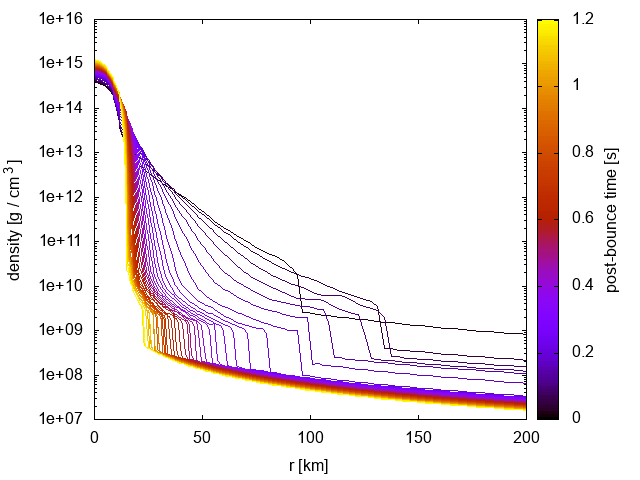 1e+16
1e+15
1e+14
1e+13
1e+12
1e+11
1e+10
1e+09
1e+08
1e+07
density [g / cm³]
0
50
100
150
200
r [km]
1.2
1
0.8
0.6
0.4
0.2
0
post-bounce time [s]